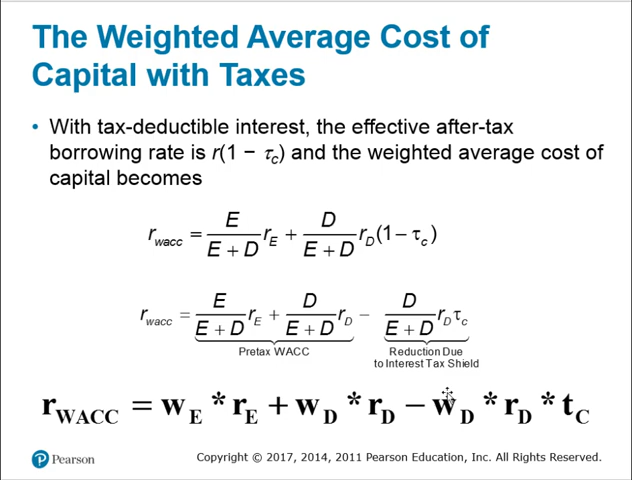 The Weighted Average Cost of
Capital with Taxes
• With tax-deductible interest, the effective after-tax
borrowing rate is r(1 − τc) and the weighted average cost of
capital becomes
r_wacc = E/(E + D) r_E + D/(E + D) r_D(1 − τ_c)
r_wacc = E/(E + D) r_E + D/(E + D) r_D − D/(E + D) r_D τ_c
Pretax WACC
Reduction Due
to Interest Tax Shield
r_WACC = w_E * r_E + w_D * r_D − w_D * r_D * t_C
P Pearson
Copyright © 2017, 2014, 2011 Pearson Education, Inc. All Rights Reserved.